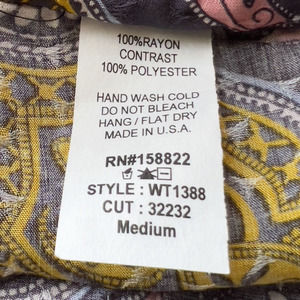 100%RAYON
CONTRAST
100% POLYESTER
HAND WASH COLD
DO NOT BLEACH
HANG / FLAT DRY
MADE IN U.S.A.
RN#158822
STYLE : WT1388
CUT : 32232
Medium